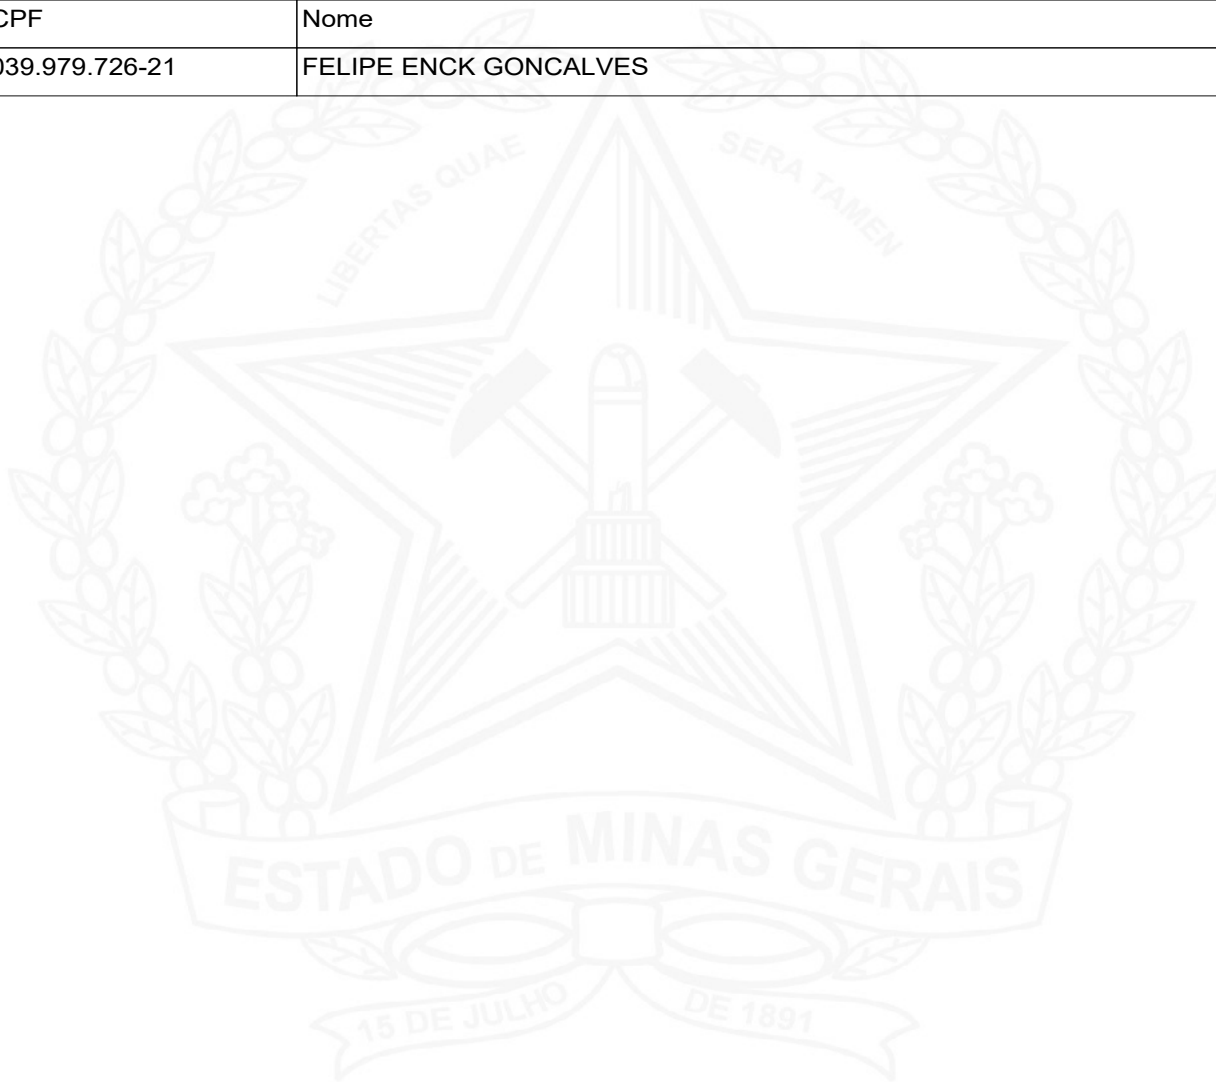 CPF Nome
039.979.726-21 FELIPE ENCK GONCALVES
LIBERTAS QUAE SERA TAMEN
ESTADO DE MINAS GERAIS
15 DE JULHO DE 1891